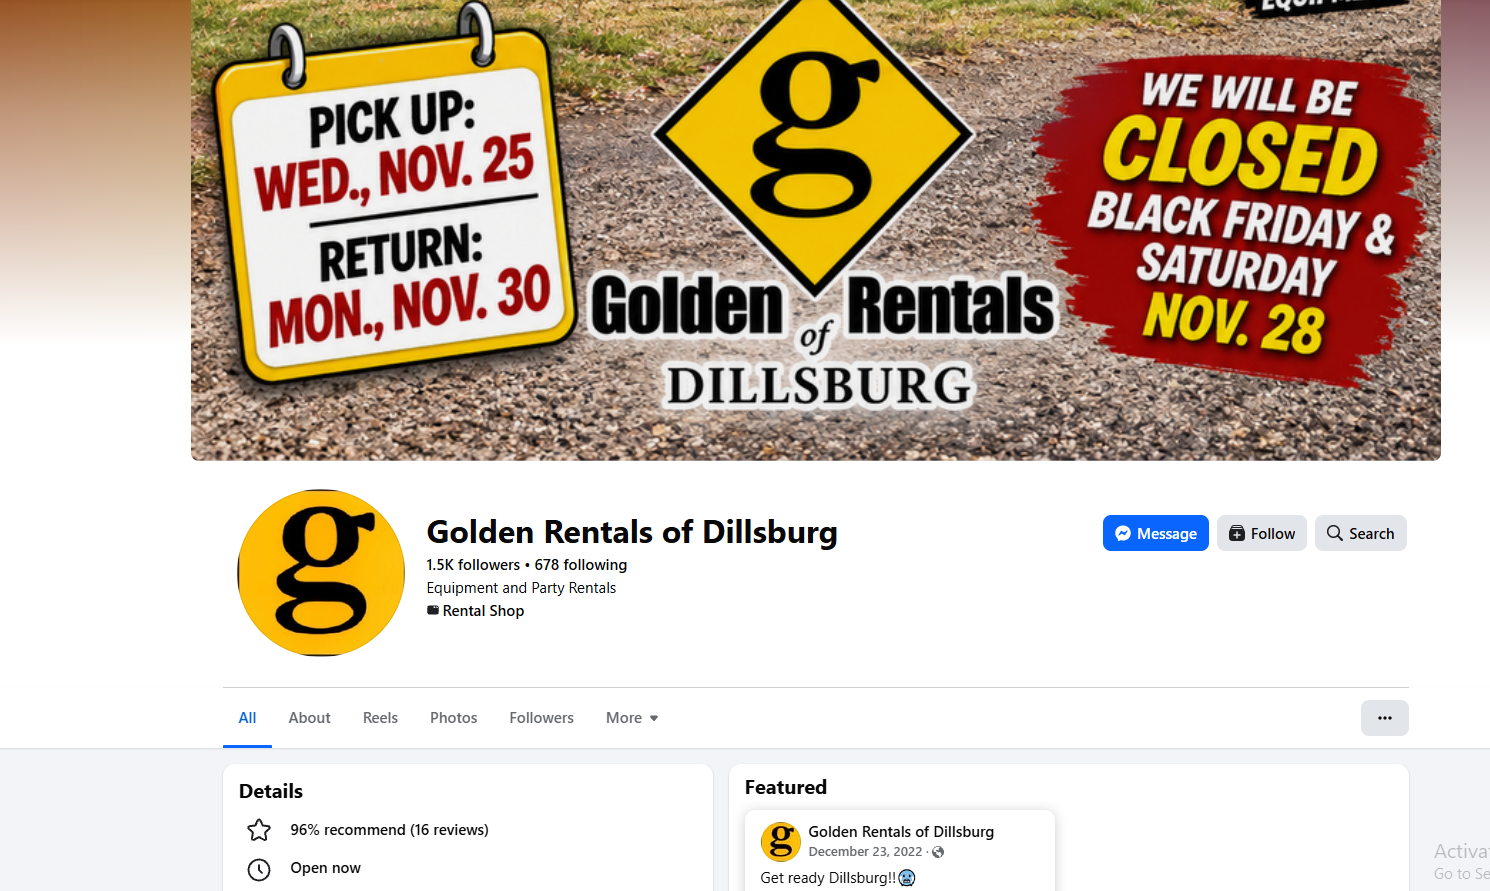 EQUIPMENT
PICK UP:
WED., NOV. 25
RETURN:
MON., NOV. 30
g
Golden Rentals
of
DILLSBURG
WE WILL BE
CLOSED
BLACK FRIDAY &
SATURDAY
NOV. 28
g
Golden Rentals of Dillsburg
1.5K followers • 678 following
Equipment and Party Rentals
Rental Shop
Message
Follow
Search
All
About
Reels
Photos
Followers
More
Details
96% recommend (16 reviews)
Open now
Featured
g
Golden Rentals of Dillsburg
December 23, 2022 ·
Get ready Dillsburg!!🥶
Activa
Go to Se